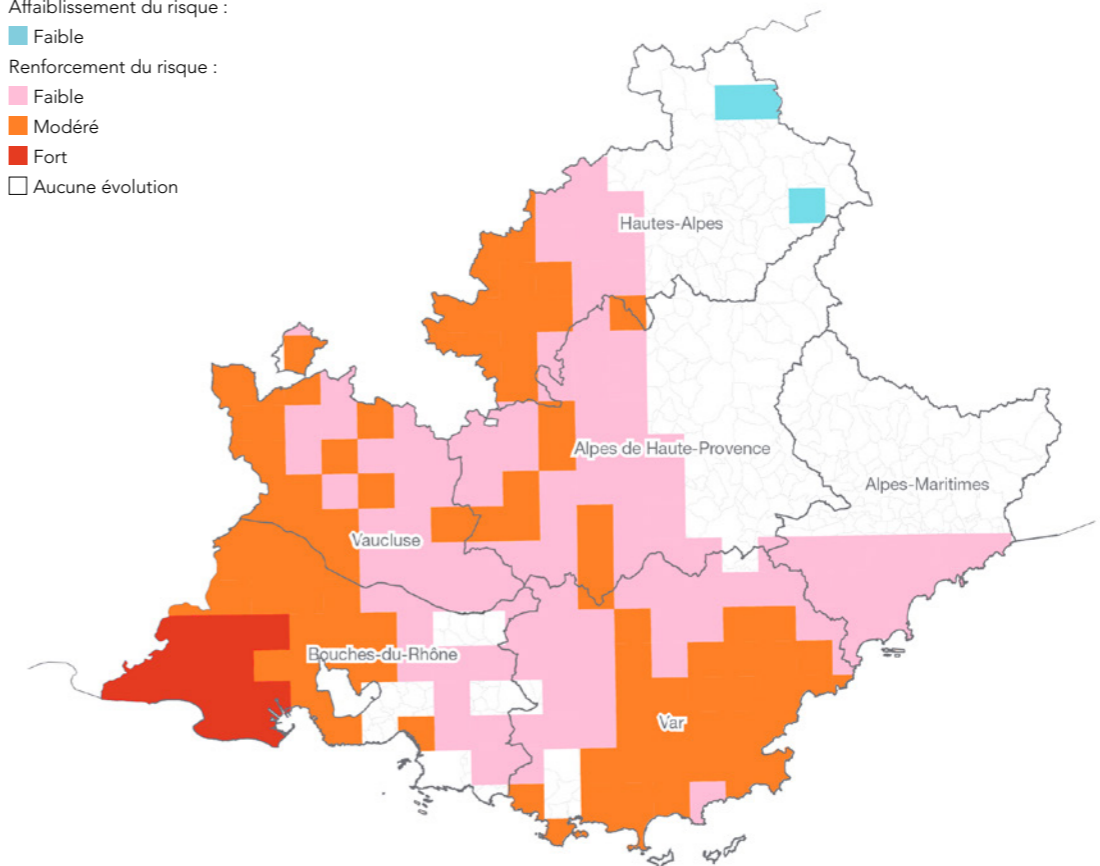 Affaiblissement du risque :
Faible
Renforcement du risque :
Faible
Modéré
Fort
Aucune évolution
Hautes-Alpes
Alpes de Haute-Provence
Alpes-Maritimes
Vaucluse
Bouches-du-Rhône
Var